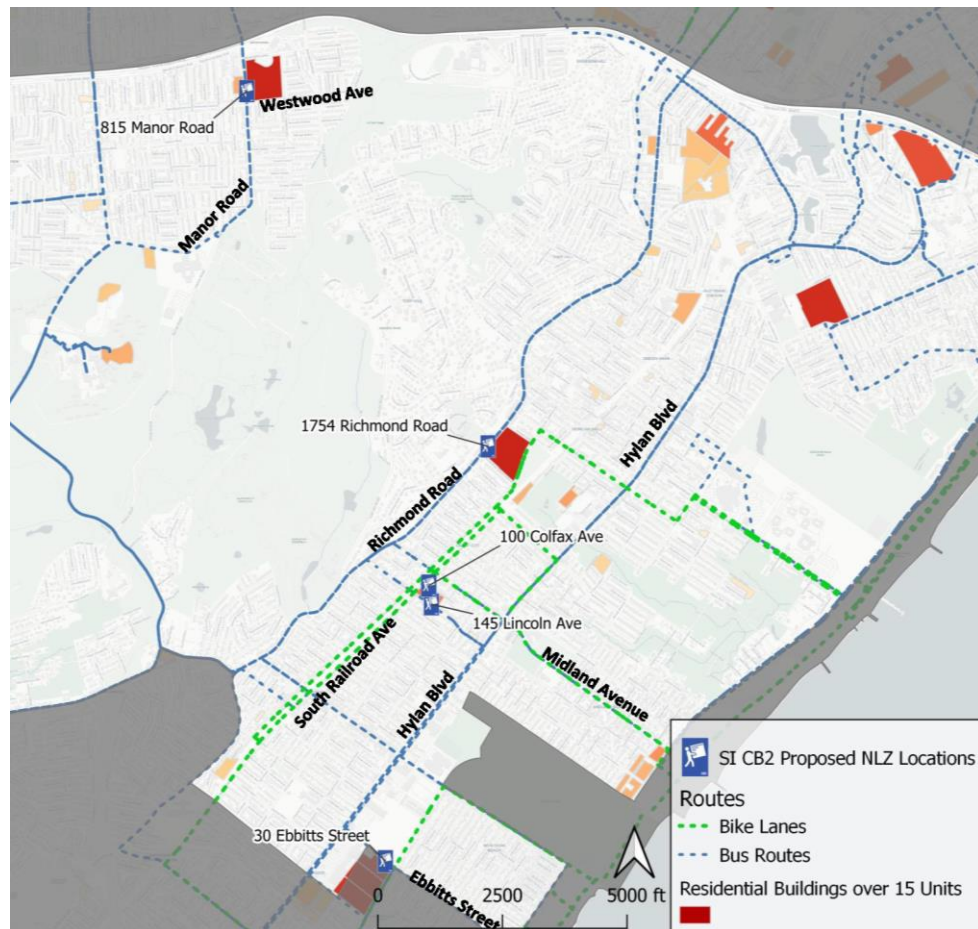 Westwood Ave
815 Manor Road
Manor Road
Hylan Blvd
1754 Richmond Road
Richmond Road
100 Colfax Ave
145 Lincoln Ave
South Railroad Ave
Hylan Blvd
Midland Avenue
30 Ebbitts Street
Ebbitts Street
0 2500 5000 ft
SI CB2 Proposed NLZ Locations
Routes
Bike Lanes
Bus Routes
Residential Buildings over 15 Units